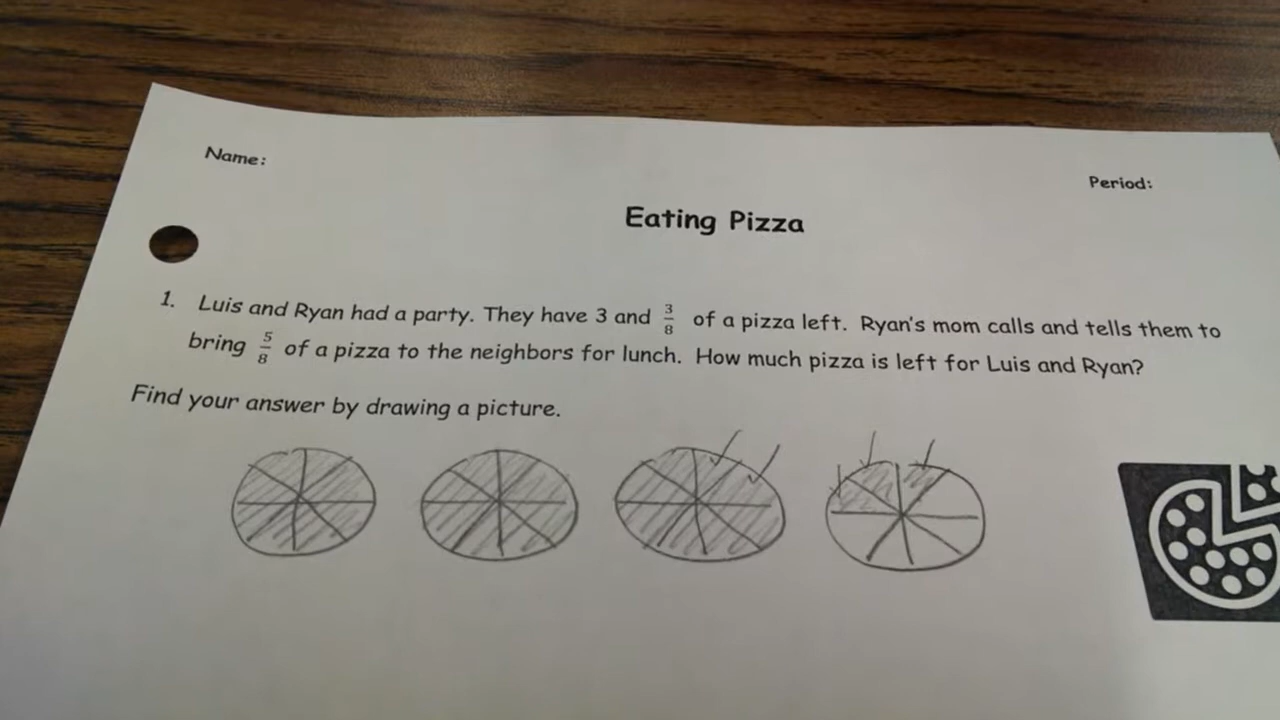 Name:
Period:
Eating Pizza
1. Luis and Ryan had a party. They have 3 and 3/8 of a pizza left. Ryan's mom calls and tells them to
bring 5/8 of a pizza to the neighbors for lunch. How much pizza is left for Luis and Ryan?
Find your answer by drawing a picture.